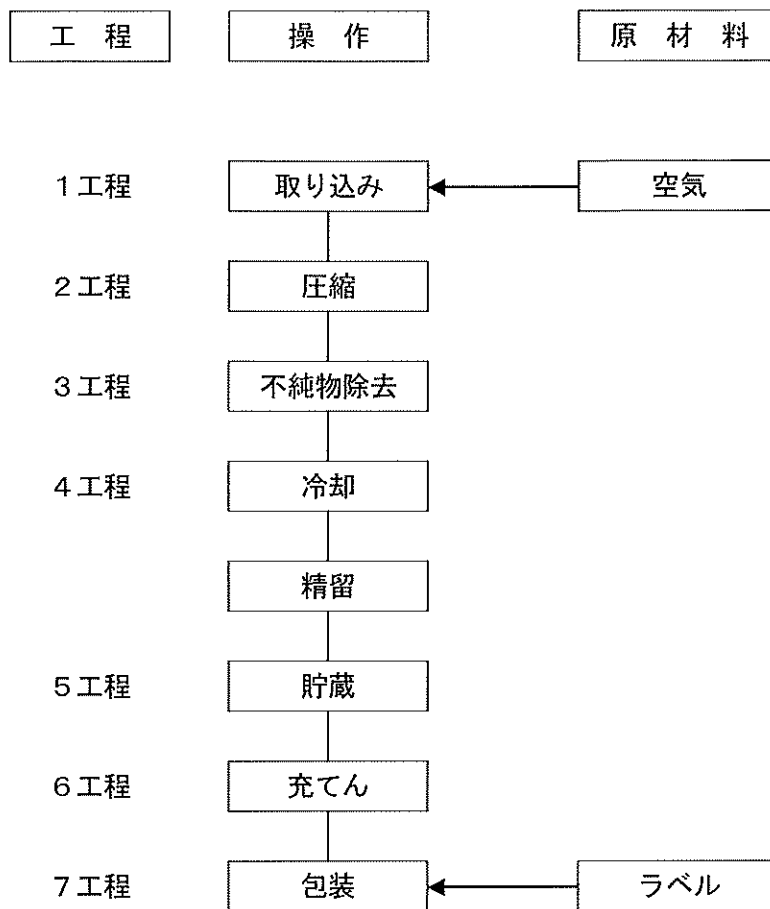 工程 操作 原材料
1工程 取り込み 空気
2工程 圧縮
3工程 不純物除去
4工程 冷却
精留
5工程 貯蔵
6工程 充てん
7工程 包装 ラベル